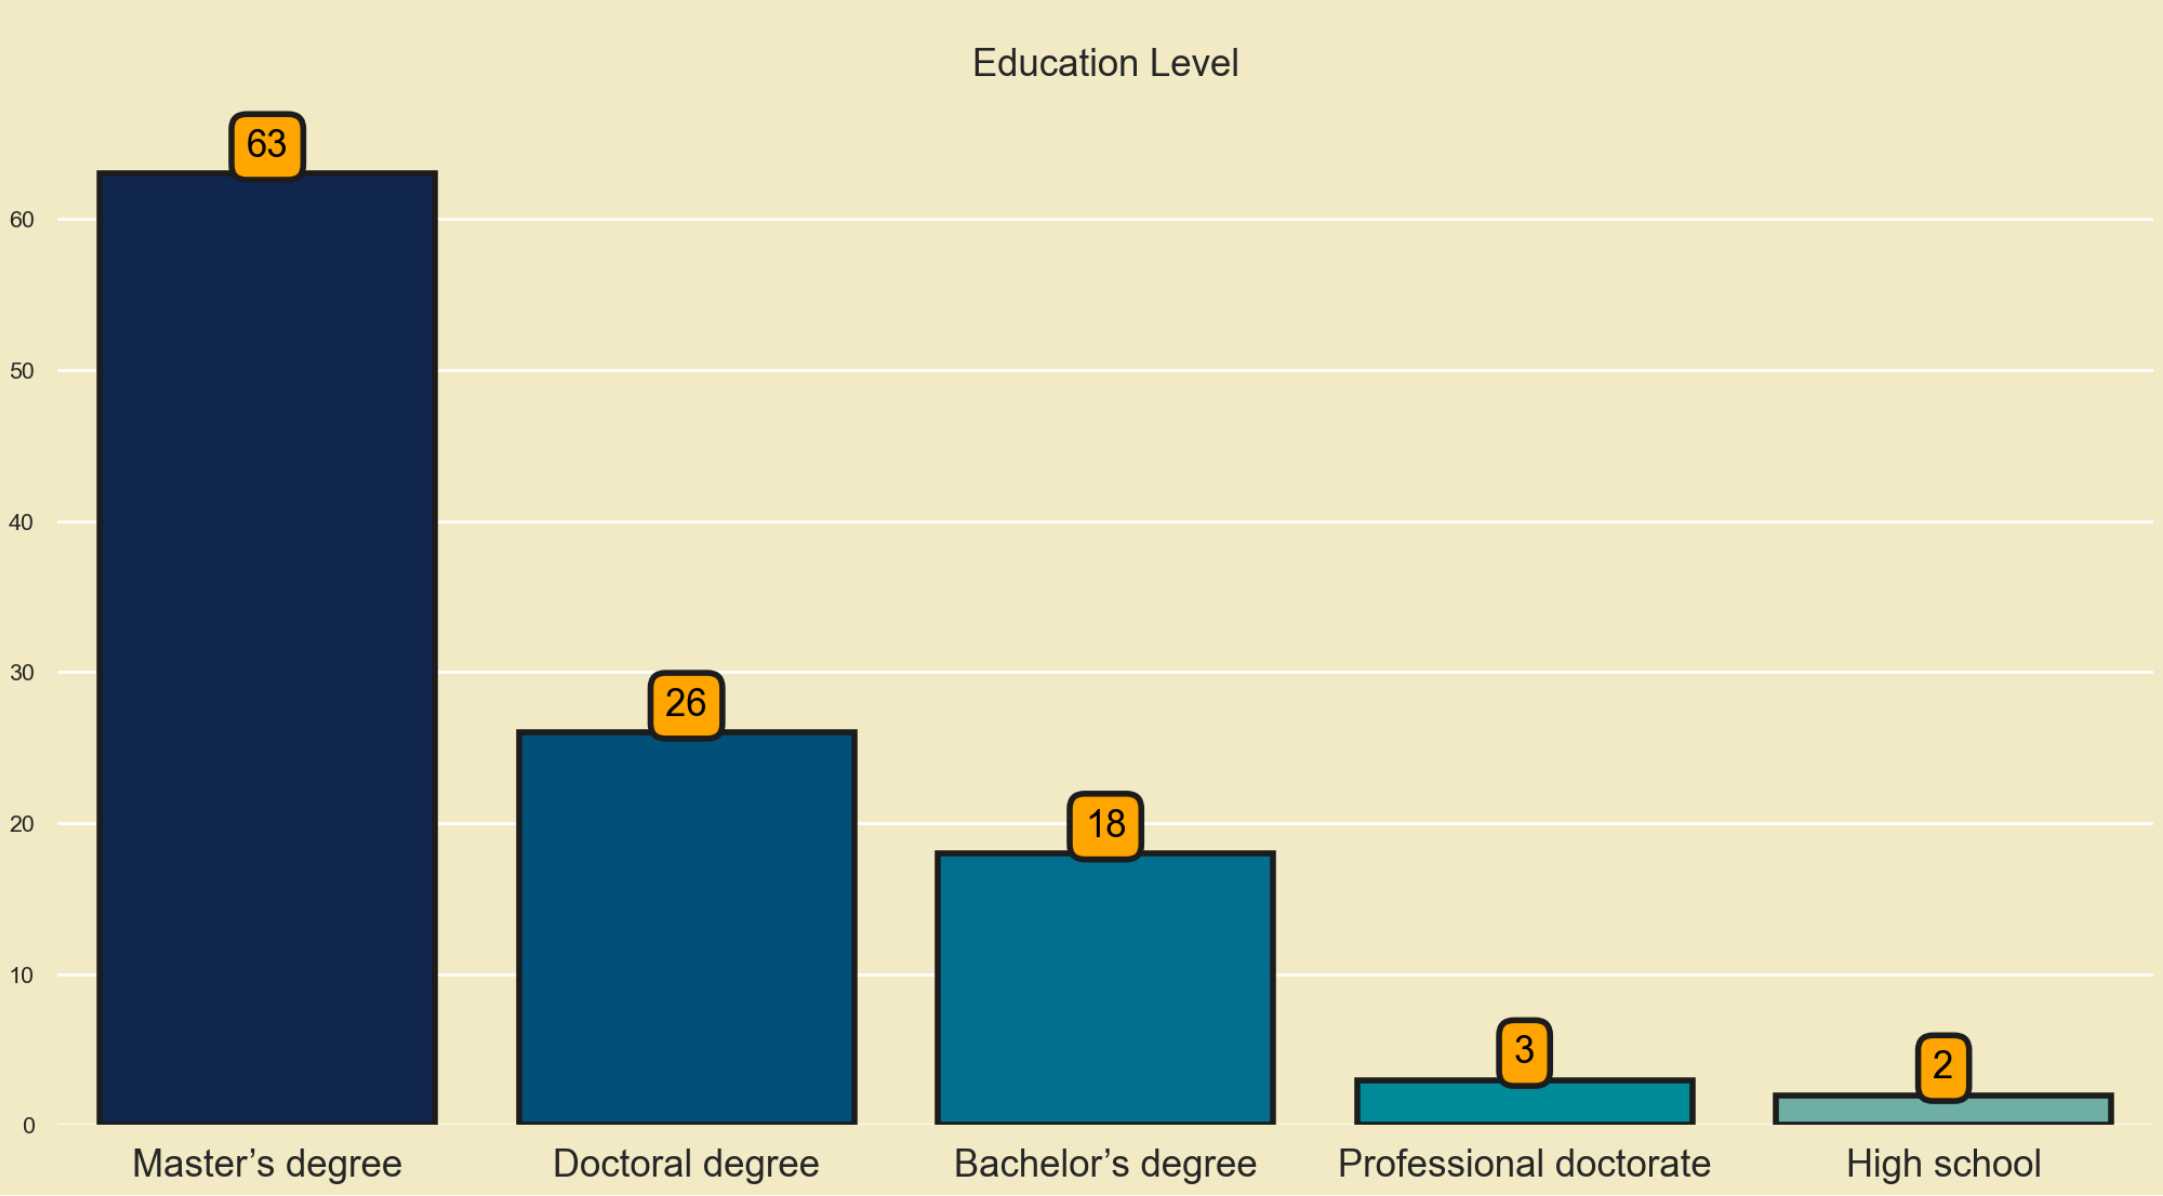 Education Level
63
60
50
40
30
26
20
18
10
3
2
0
Master’s degree
Doctoral degree
Bachelor’s degree
Professional doctorate
High school